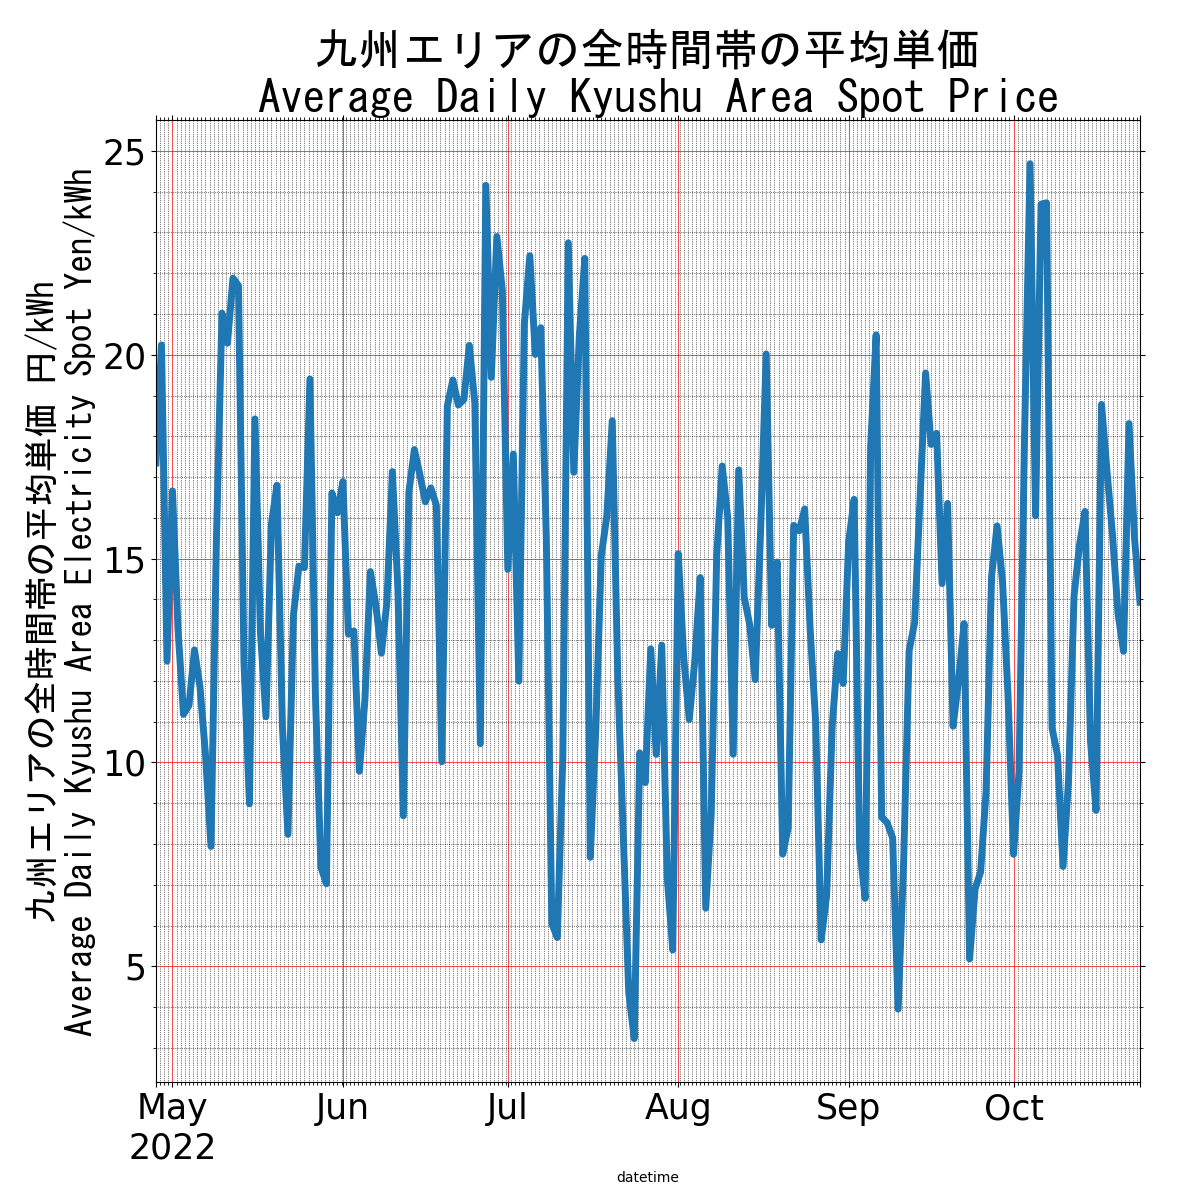 九州エリアの全時間帯の平均単価
Average Daily Kyushu Area Spot Price
九州エリアの全時間帯の平均単価 円/kWh
Average Daily Kyushu Area Electricity Spot Yen/kWh
25
20
15
10
5
May
2022
Jun
Jul
Aug
Sep
Oct
datetime